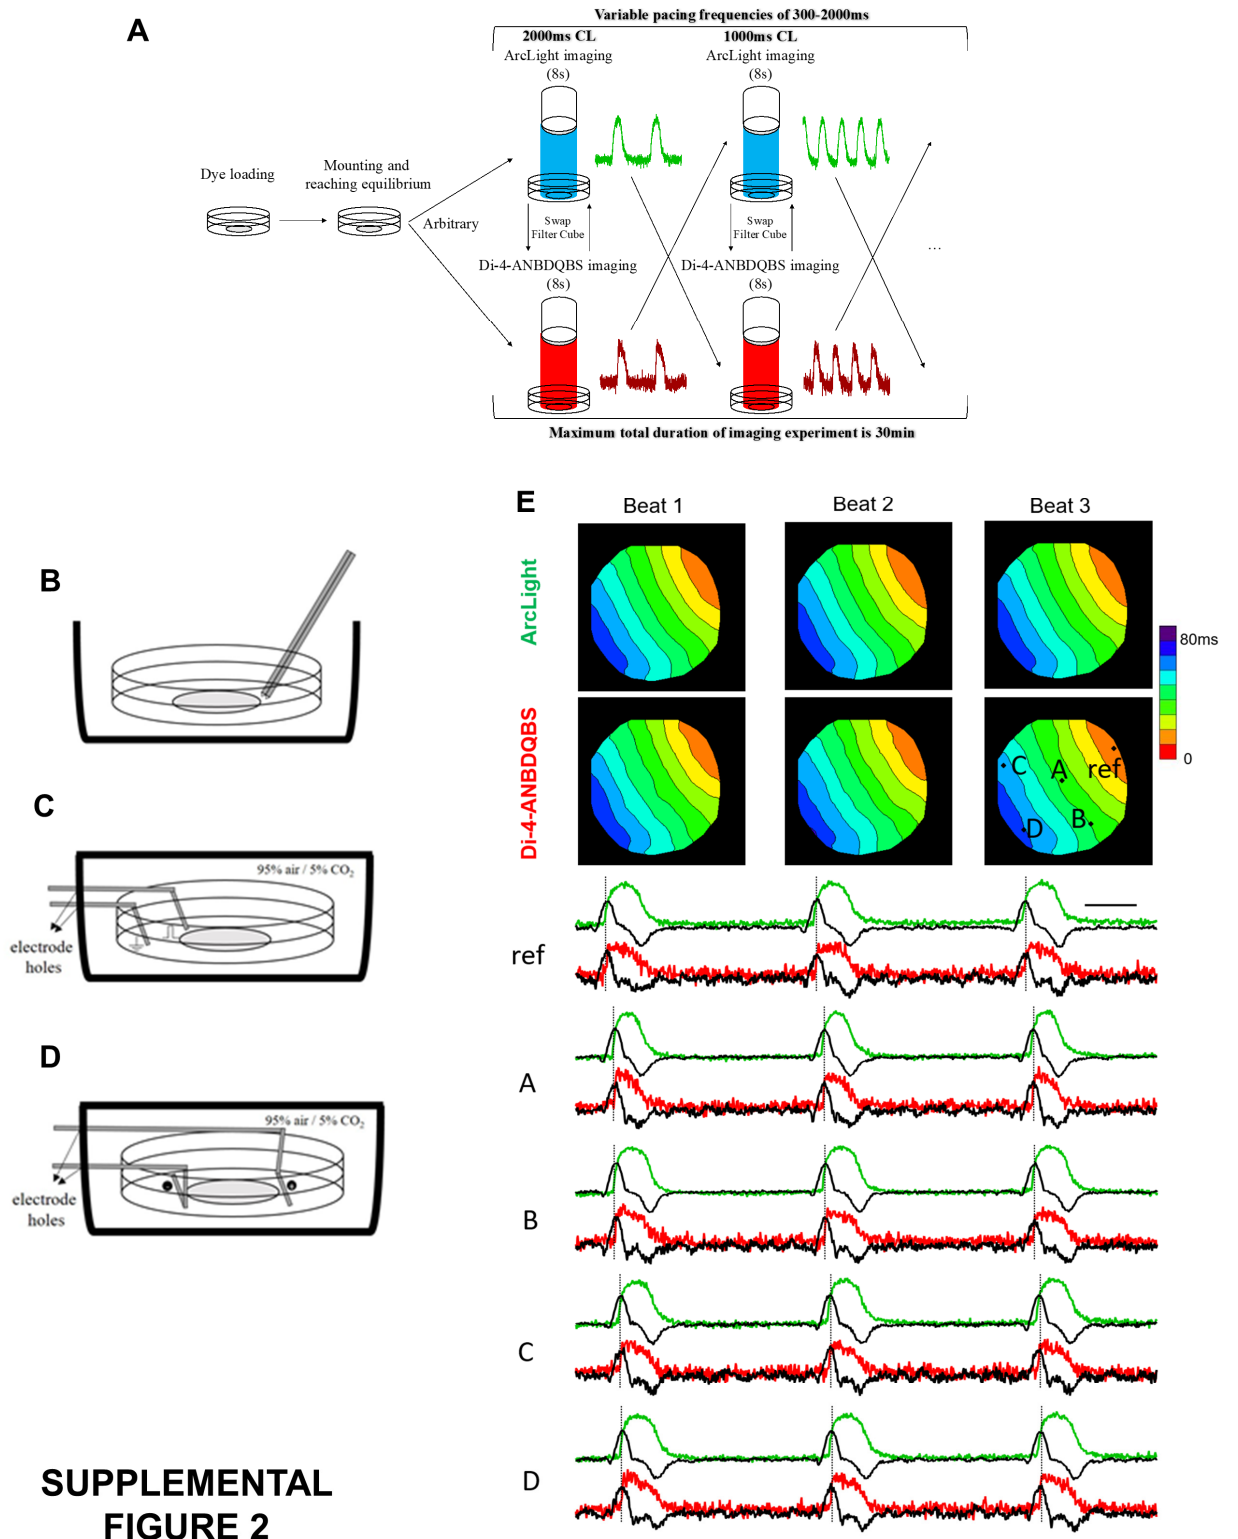 A
Variable pacing frequencies of 300-2000ms
2000ms CL
ArcLight imaging
(8s)
1000ms CL
ArcLight imaging
(8s)
Dye loading
Mounting and
reaching equilibrium
Arbitrary
Swap
Filter Cube
Swap
Filter Cube
...
Di-4-ANBDQBS imaging
(8s)
Di-4-ANBDQBS imaging
(8s)
Maximum total duration of imaging experiment is 30min
B
C
95% air / 5% CO2
electrode
holes
D
95% air / 5% CO2
electrode
holes
E
Beat 1
Beat 2
Beat 3
ArcLight
Di-4-ANBDQBS
80ms
0
C
A
ref
B
D
ref
A
B
C
D
SUPPLEMENTAL
FIGURE 2